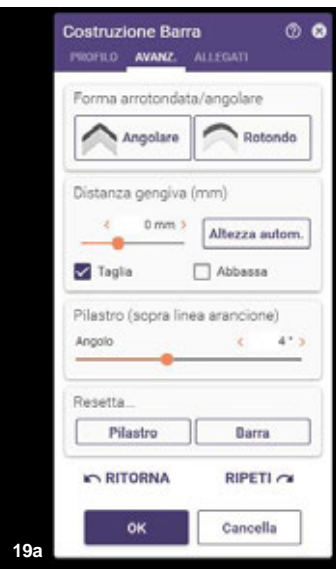 Costruzione Barra
PROFILO AVANZ. ALLEGATI
Forma arrotondata/angolare
Angolare Rotondo
Distanza gengiva (mm)
< 0 mm > Altezza autom.
Taglia Abbassa
Pilastro (sopra linea arancione)
Angolo < 4° >
Resetta...
Pilastro Barra
RITORNA RIPETI
OK Cancella
19a